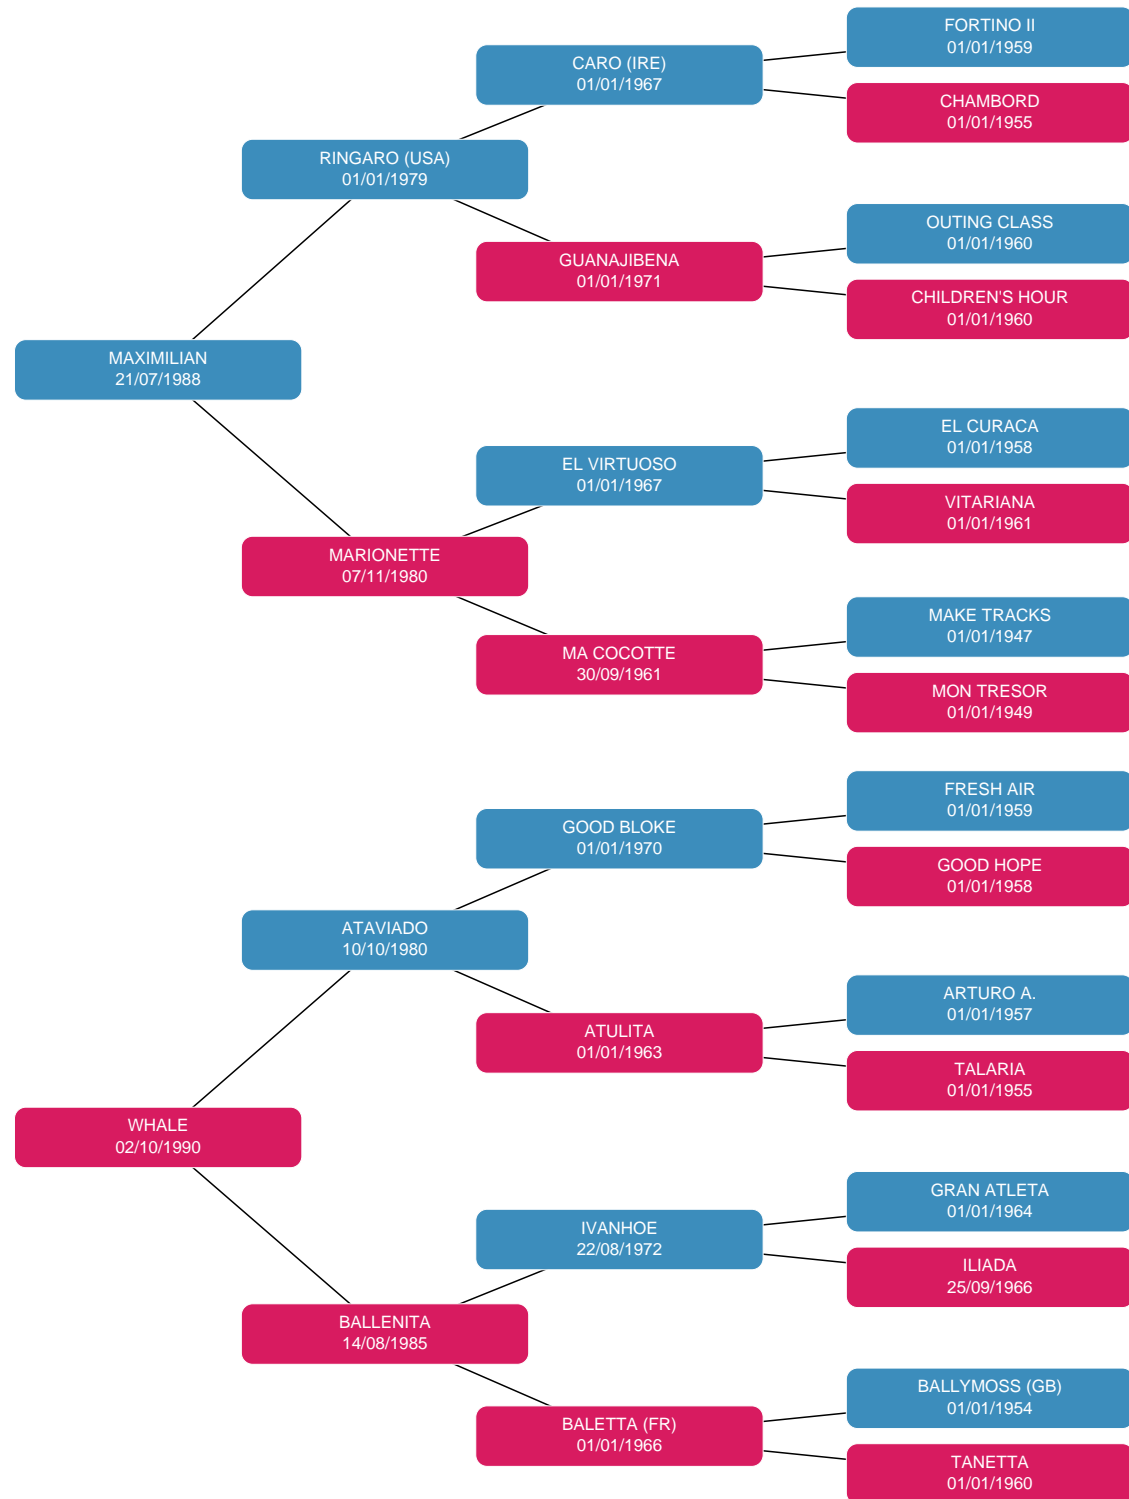 FORTINO II
01/01/1959
CARO (IRE)
01/01/1967
CHAMBORD
01/01/1955
RINGARO (USA)
01/01/1979
OUTING CLASS
01/01/1960
GUANAJIBENA
01/01/1971
CHILDREN'S HOUR
01/01/1960
MAXIMILIAN
21/07/1988
EL CURACA
01/01/1958
EL VIRTUOSO
01/01/1967
VITARIANA
01/01/1961
MARIONETTE
07/11/1980
MAKE TRACKS
01/01/1947
MA COCOTTE
30/09/1961
MON TRESOR
01/01/1949
FRESH AIR
01/01/1959
GOOD BLOKE
01/01/1970
GOOD HOPE
01/01/1958
ATAVIADO
10/10/1980
ARTURO A.
01/01/1957
ATULITA
01/01/1963
TALARIA
01/01/1955
WHALE
02/10/1990
GRAN ATLETA
01/01/1964
IVANHOE
22/08/1972
ILIADA
25/09/1966
BALLENITA
14/08/1985
BALLYMOSS (GB)
01/01/1954
BALETTA (FR)
01/01/1966
TANETTA
01/01/1960